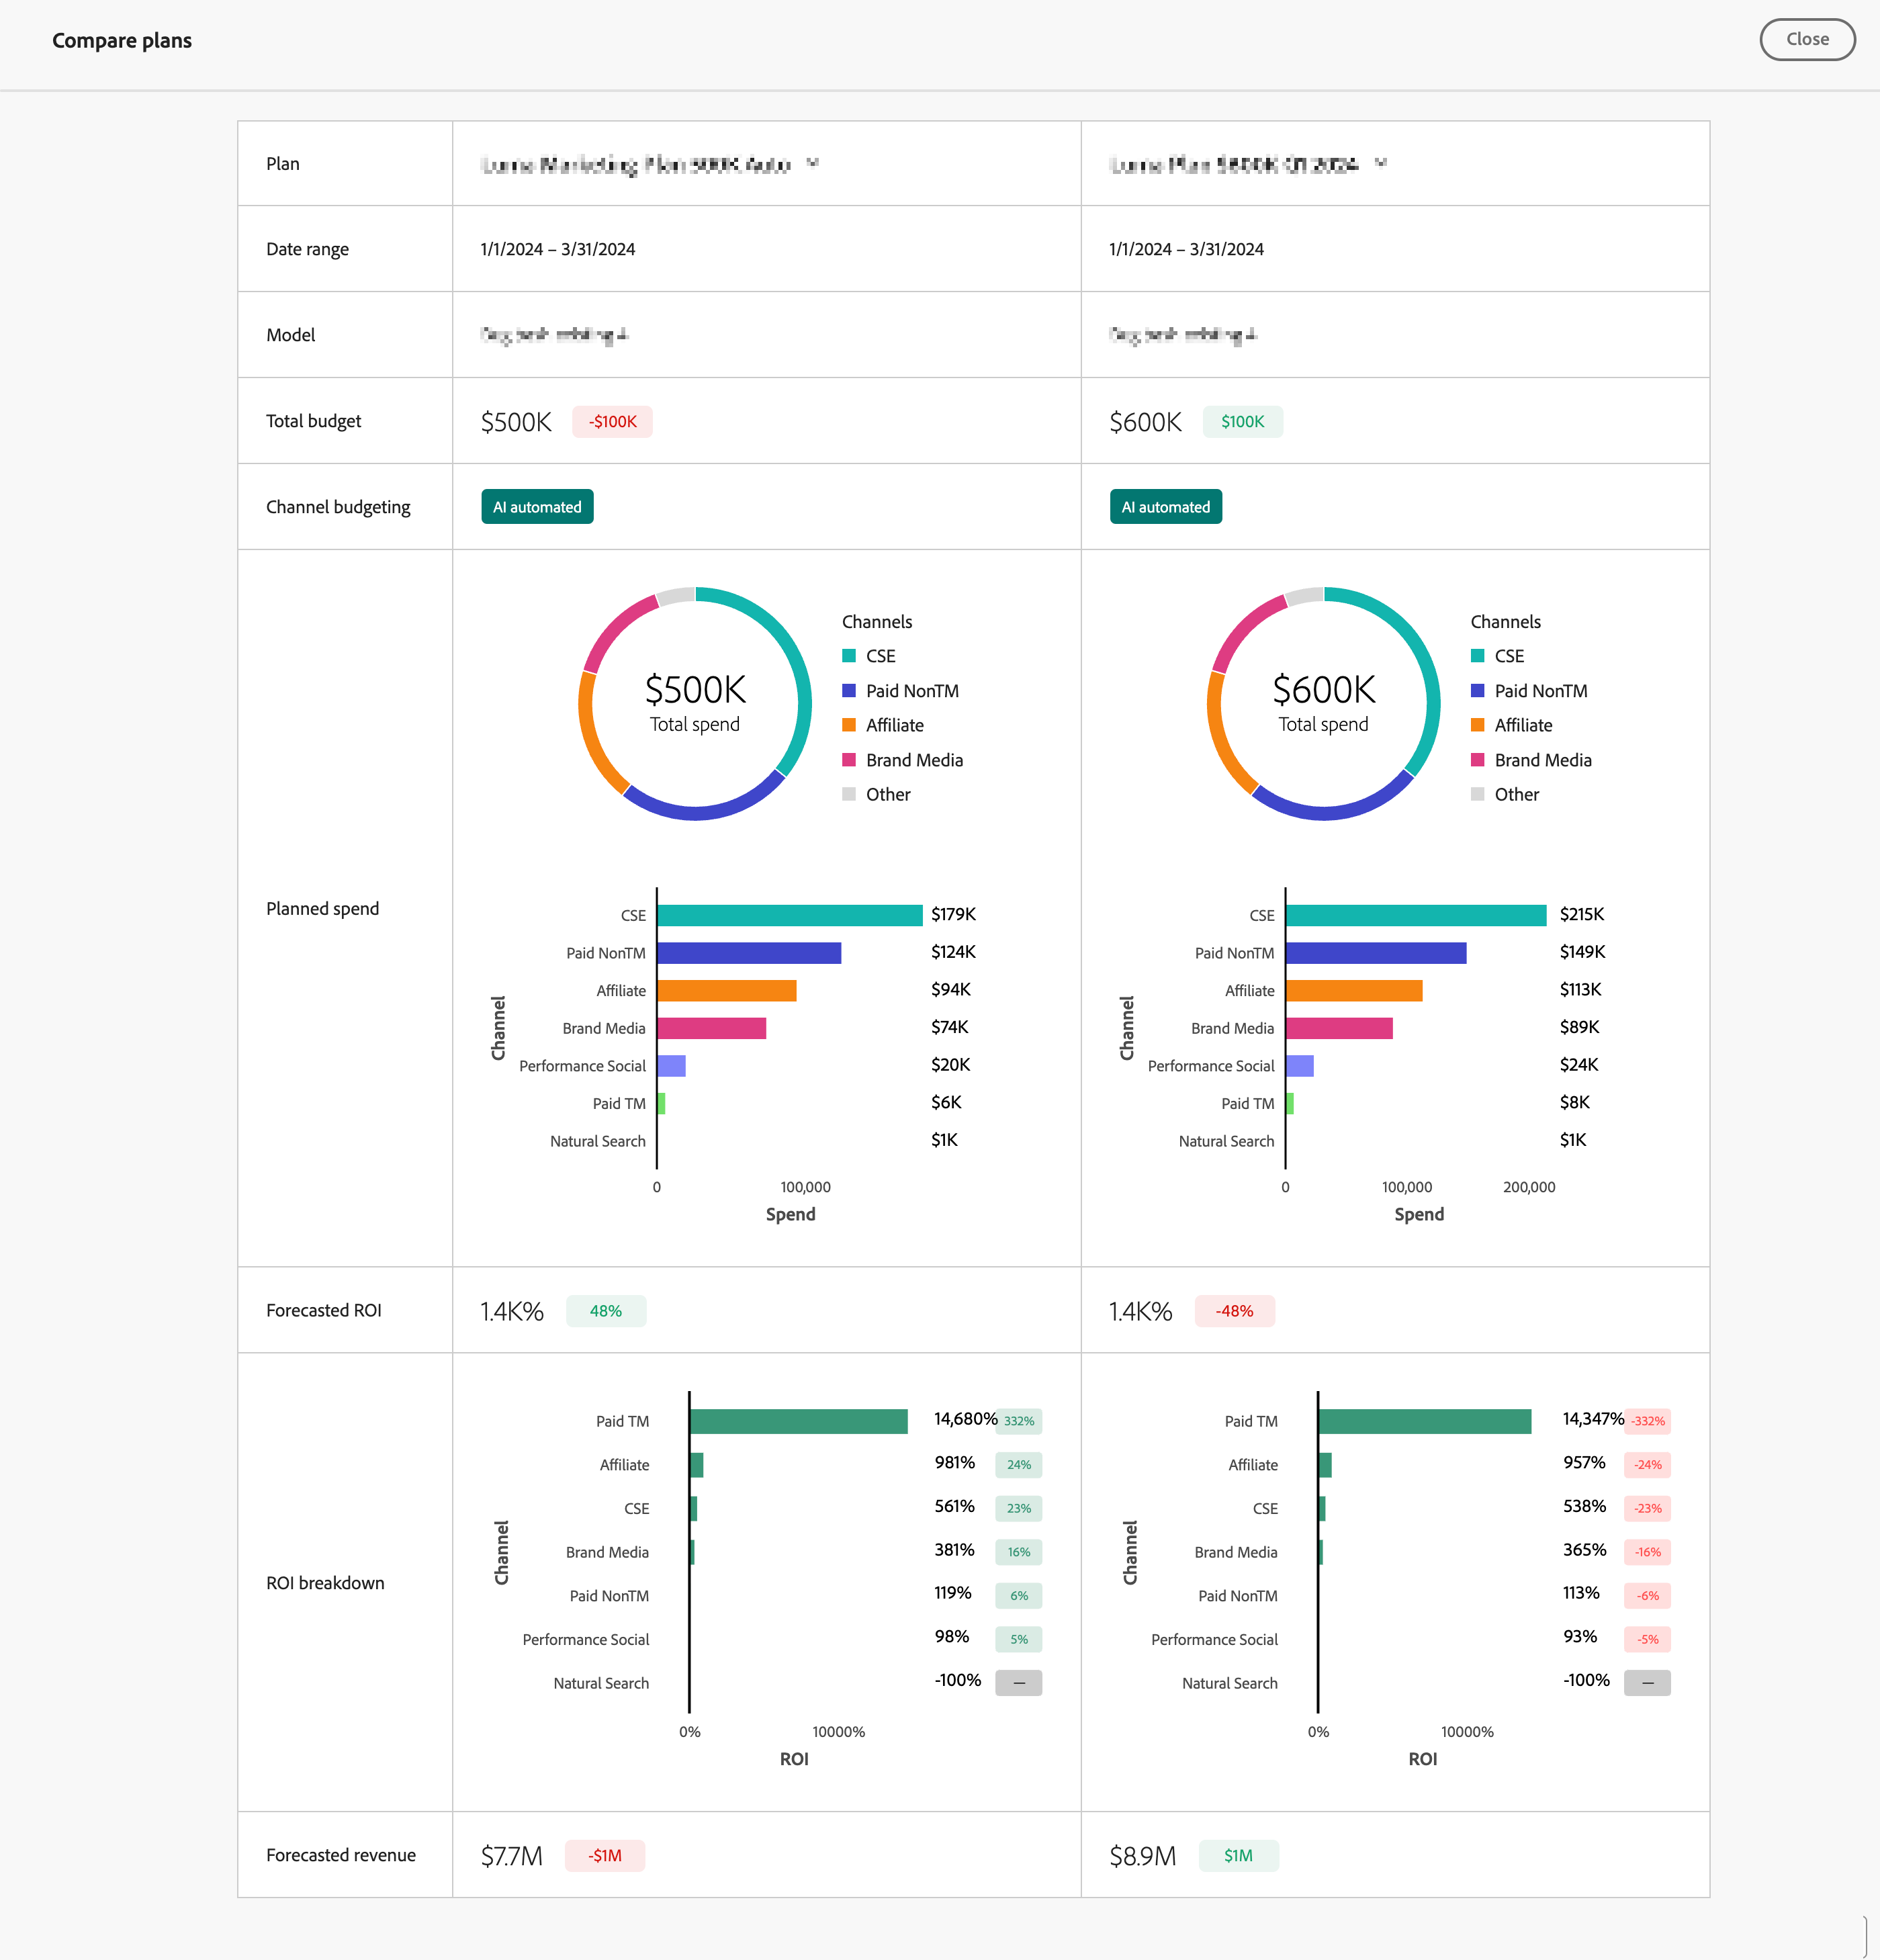 Compare plans
Close
Plan
Date range
1/1/2024 – 3/31/2024
1/1/2024 – 3/31/2024
Model
Total budget
$500K
-$100K
$600K
$100K
Channel budgeting
AI automated
AI automated
Planned spend
$500K
Total spend
Channels
CSE
Paid NonTM
Affiliate
Brand Media
Other
Channel
CSE $179K
Paid NonTM $124K
Affiliate $94K
Brand Media $74K
Performance Social $20K
Paid TM $6K
Natural Search $1K
0 100,000
Spend
$600K
Total spend
Channels
CSE
Paid NonTM
Affiliate
Brand Media
Other
Channel
CSE $215K
Paid NonTM $149K
Affiliate $113K
Brand Media $89K
Performance Social $24K
Paid TM $8K
Natural Search $1K
0 100,000 200,000
Spend
Forecasted ROI
1.4K%
48%
1.4K%
-48%
ROI breakdown
Channel
Paid TM 14,680% 332%
Affiliate 981% 24%
CSE 561% 23%
Brand Media 381% 16%
Paid NonTM 119% 6%
Performance Social 98% 5%
Natural Search -100% —
0% 10000%
ROI
Channel
Paid TM 14,347% -332%
Affiliate 957% -24%
CSE 538% -23%
Brand Media 365% -16%
Paid NonTM 113% -6%
Performance Social 93% -5%
Natural Search -100% —
0% 10000%
ROI
Forecasted revenue
$7.7M
-$1M
$8.9M
$1M